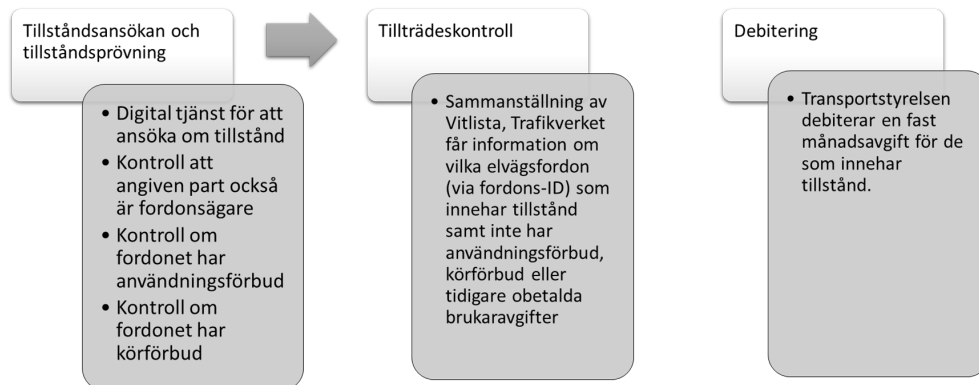 Tillståndsansökan och
tillståndsprövning
• Digital tjänst för att
ansöka om tillstånd
• Kontroll att
angiven part också
är fordonsägare
• Kontroll om
fordonet har
användningsförbud
• Kontroll om
fordonet har
körförbud
Tillträdeskontroll
• Sammanställning av
Vitlista, Trafikverket
får information om
vilka elvägsfordon
(via fordons-ID) som
innehar tillstånd
samt inte har
användningsförbud,
körförbud eller
tidigare obetalda
brukaravgifter
Debitering
• Transportstyrelsen
debiterar en fast
månadsavgift för de
som innehar
tillstånd.